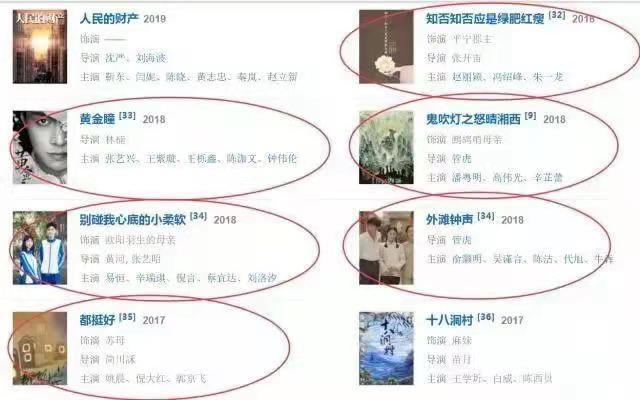 人民的财产 2019
饰演 ——
导演 沈严、刘海波
主演 靳东、闫妮、陈晓、黄志忠、秦岚、赵立新
知否知否应是绿肥红瘦 [32] 2018
饰演 平宁郡主
导演 张开宙
主演 赵丽颖、冯绍峰、朱一龙
黄金瞳 [33] 2018
导演 林楠
主演 张艺兴、王紫璇、王栎鑫、陈泇文、钟伟伦
鬼吹灯之怒晴湘西 [9] 2018
饰演 鹧鸪哨母亲
导演 管虎
主演 潘粤明、高伟光、辛芷蕾
别碰我心底的小柔软 [34] 2018
饰演 欧阳羽生的母亲
导演 黄河、张艺昭
主演 易恒、辛瑞琪、倪言、蔡宜达、刘洛汐
外滩钟声 [34] 2018
导演 管虎
主演 俞灏明、吴谨言、陈洁、代旭、牛犇
都挺好 [35] 2017
饰演 苏母
导演 简川訸
主演 姚晨、倪大红、郭京飞
十八洞村 [36] 2017
饰演 麻妹
导演 苗月
主演 王学圻、白威、陈西贝
人民的财产